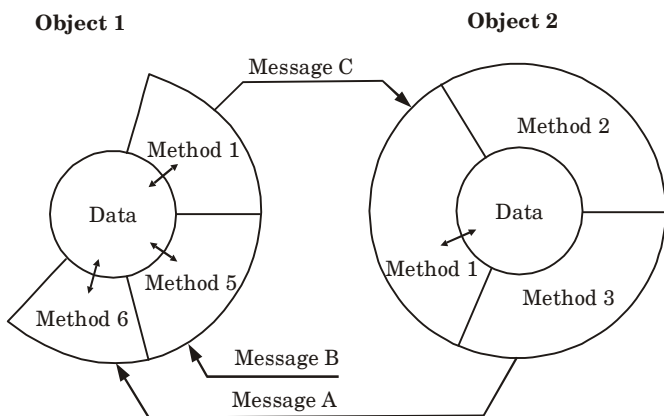 Object 1
Object 2
Message C
Method 2
Method 1
Data
Data
Method 1
Method 5
Method 3
Method 6
Message B
Message A